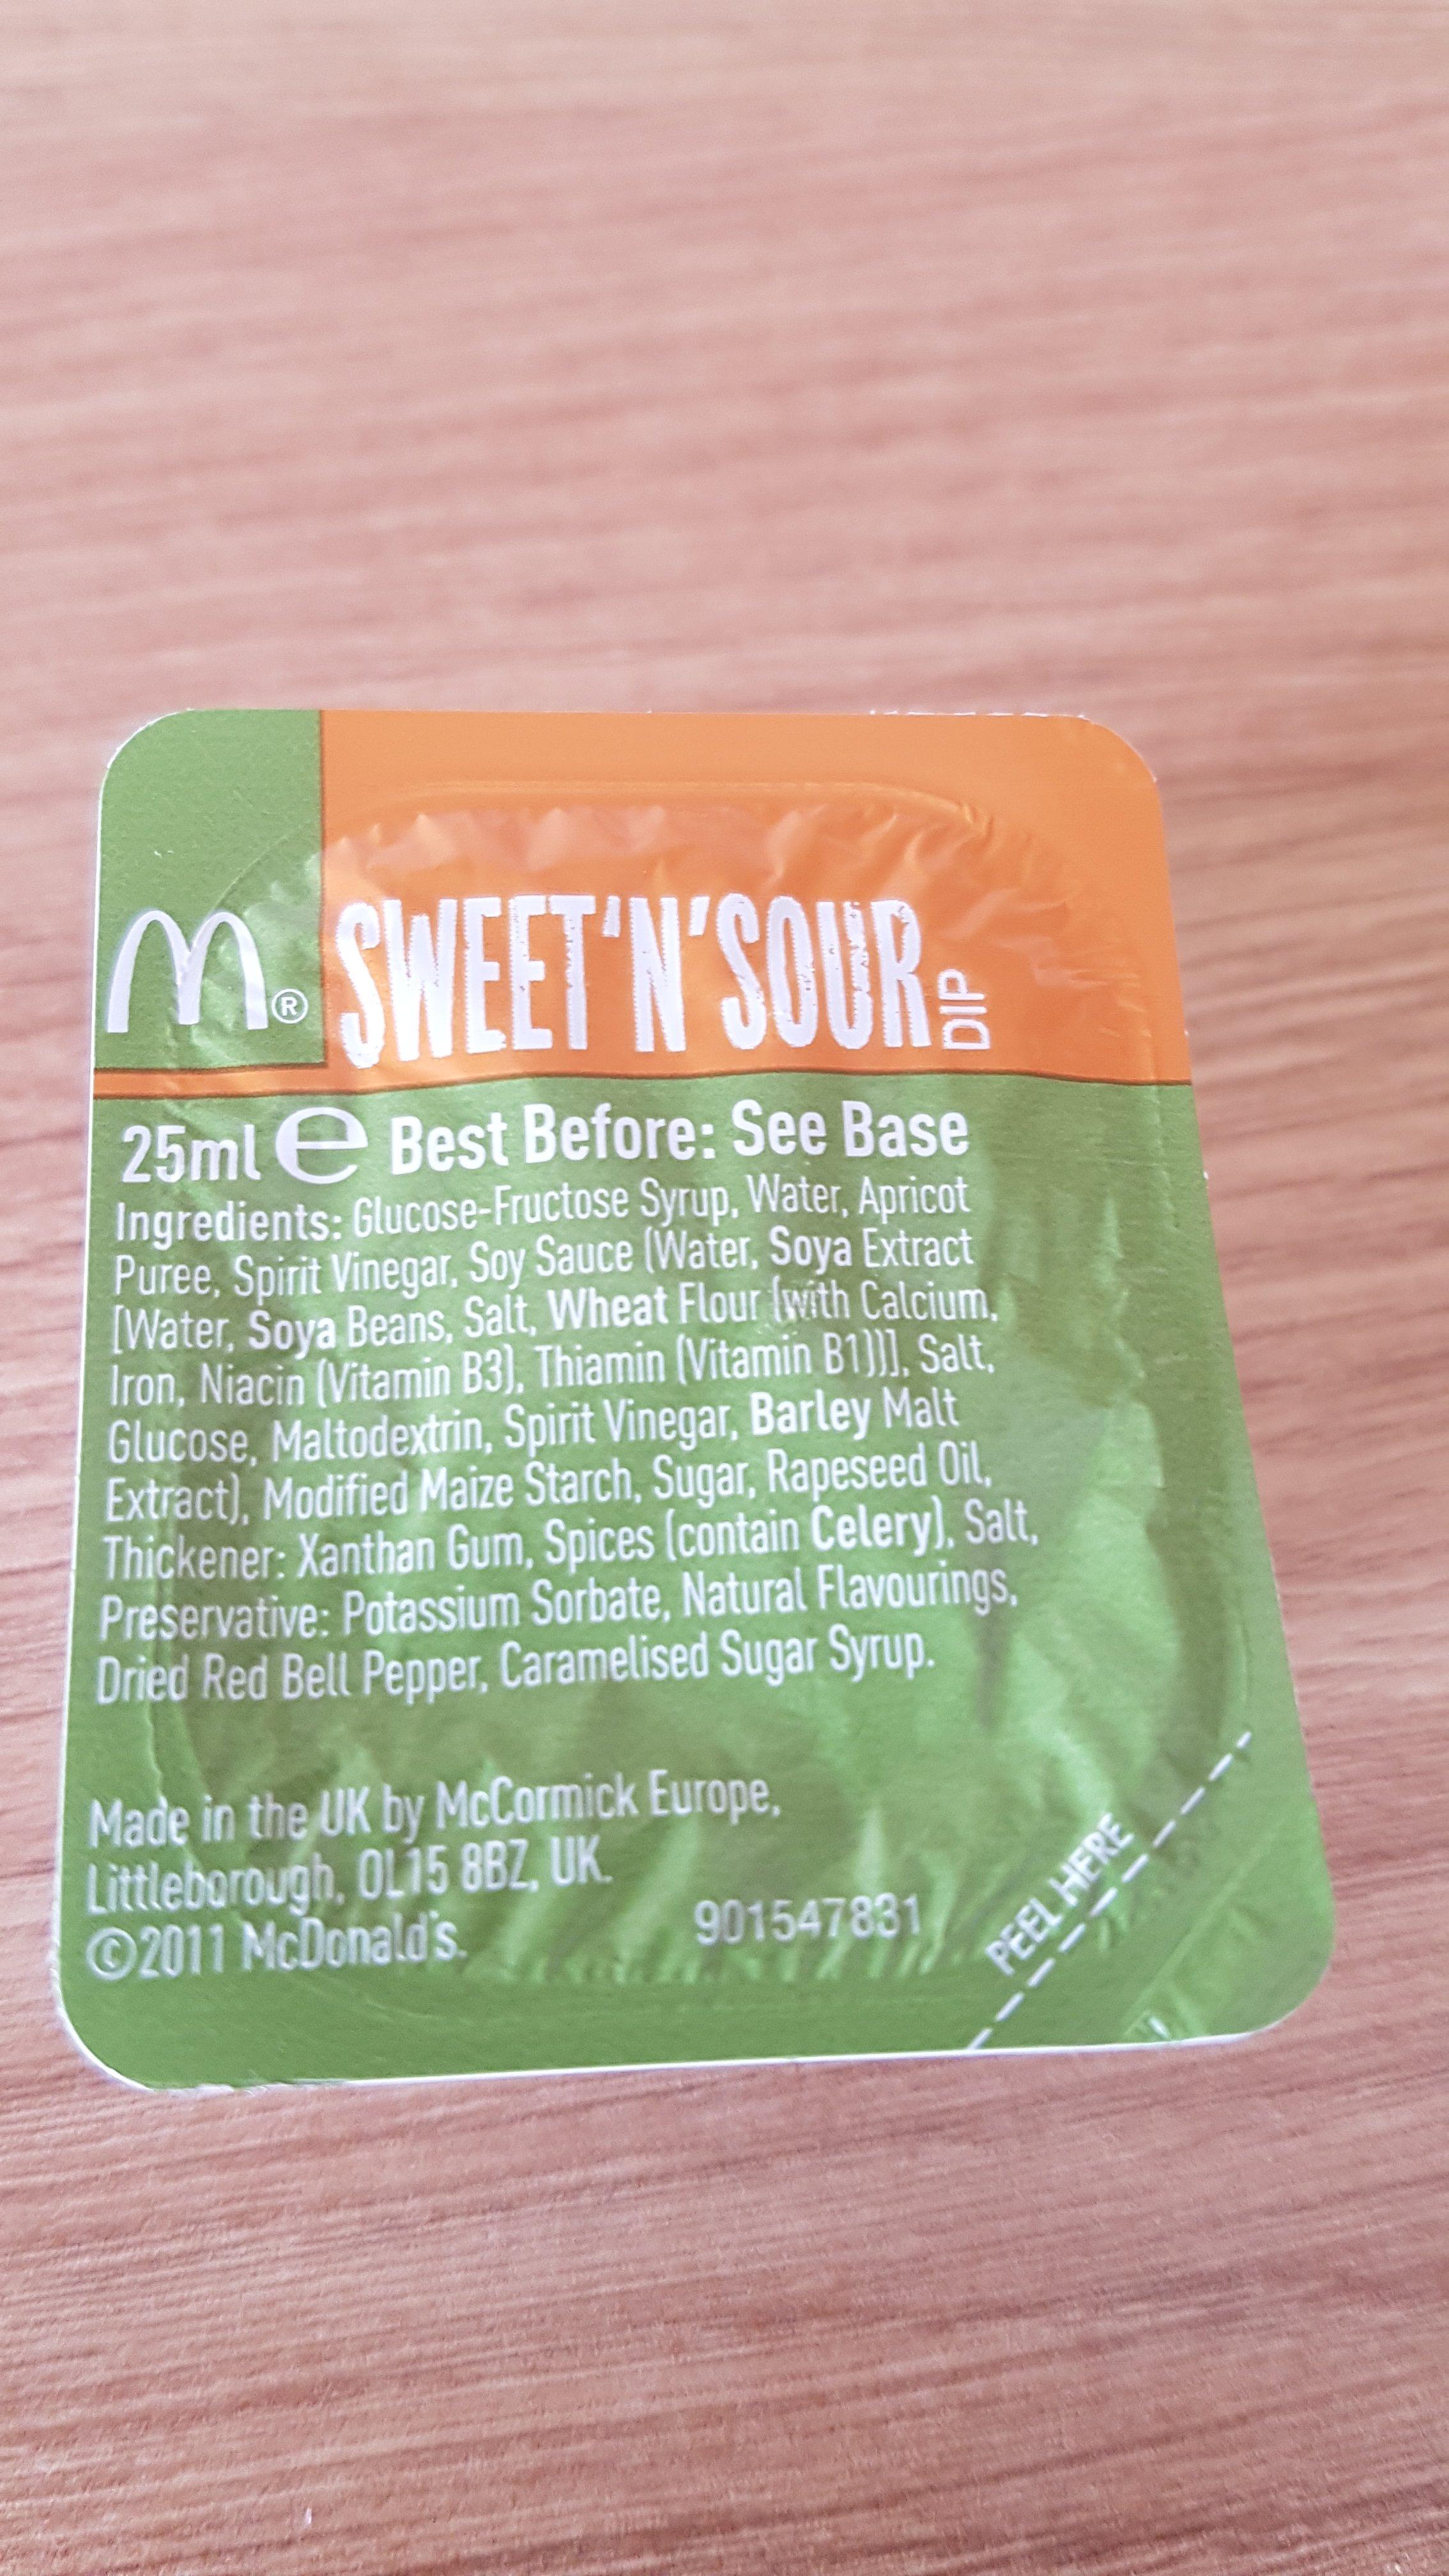 M® SWEET'N'SOUR DIP
25ml e Best Before: See Base
Ingredients: Glucose-Fructose Syrup, Water, Apricot
Puree, Spirit Vinegar, Soy Sauce (Water, Soya Extract
[Water, Soya Beans, Salt, Wheat Flour (with Calcium,
Iron, Niacin (Vitamin B3), Thiamin (Vitamin B1))], Salt,
Glucose, Maltodextrin, Spirit Vinegar, Barley Malt
Extract), Modified Maize Starch, Sugar, Rapeseed Oil,
Thickener: Xanthan Gum, Spices (contain Celery), Salt,
Preservative: Potassium Sorbate, Natural Flavourings,
Dried Red Bell Pepper, Caramelised Sugar Syrup.
Made in the UK by McCormick Europe,
Littleborough, OL15 8BZ, UK.
©2011 McDonald's.
901547831
PEEL HERE